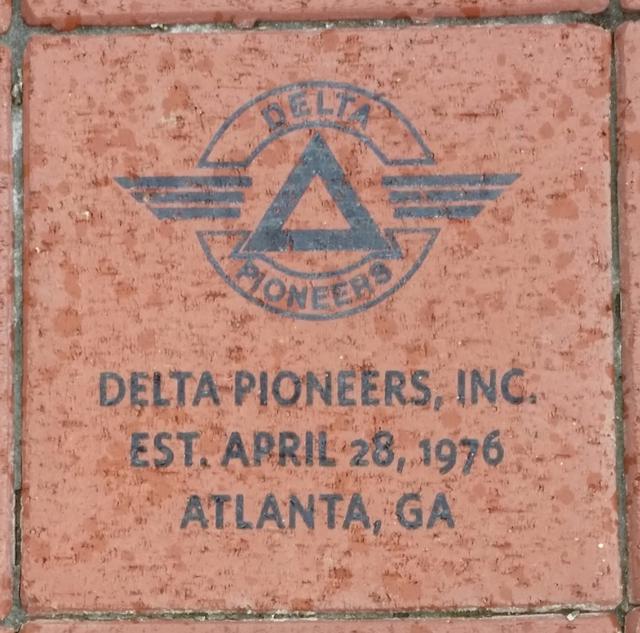 DELTA
PIONEERS
DELTA PIONEERS, INC.
EST. APRIL 28, 1976
ATLANTA, GA